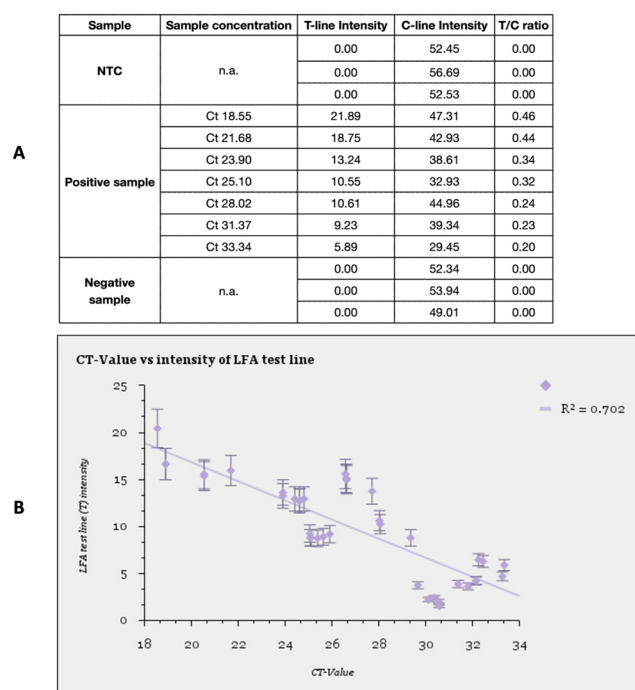 Sample Sample concentration T-line Intensity C-line Intensity T/C ratio
NTC n.a. 0.00 52.45 0.00
0.00 56.69 0.00
0.00 52.53 0.00
A
Positive sample Ct 18.55 21.89 47.31 0.46
Ct 21.68 18.75 42.93 0.44
Ct 23.90 13.24 38.61 0.34
Ct 25.10 10.55 32.93 0.32
Ct 28.02 10.61 44.96 0.24
Ct 31.37 9.23 39.34 0.23
Ct 33.34 5.89 29.45 0.20
Negative sample n.a. 0.00 52.34 0.00
0.00 53.94 0.00
0.00 49.01 0.00
B
CT-Value vs intensity of LFA test line
R² = 0.702
LFA test line (T) intensity
25
20
15
10
5
0
18 20 22 24 26 28 30 32 34
CT-Value